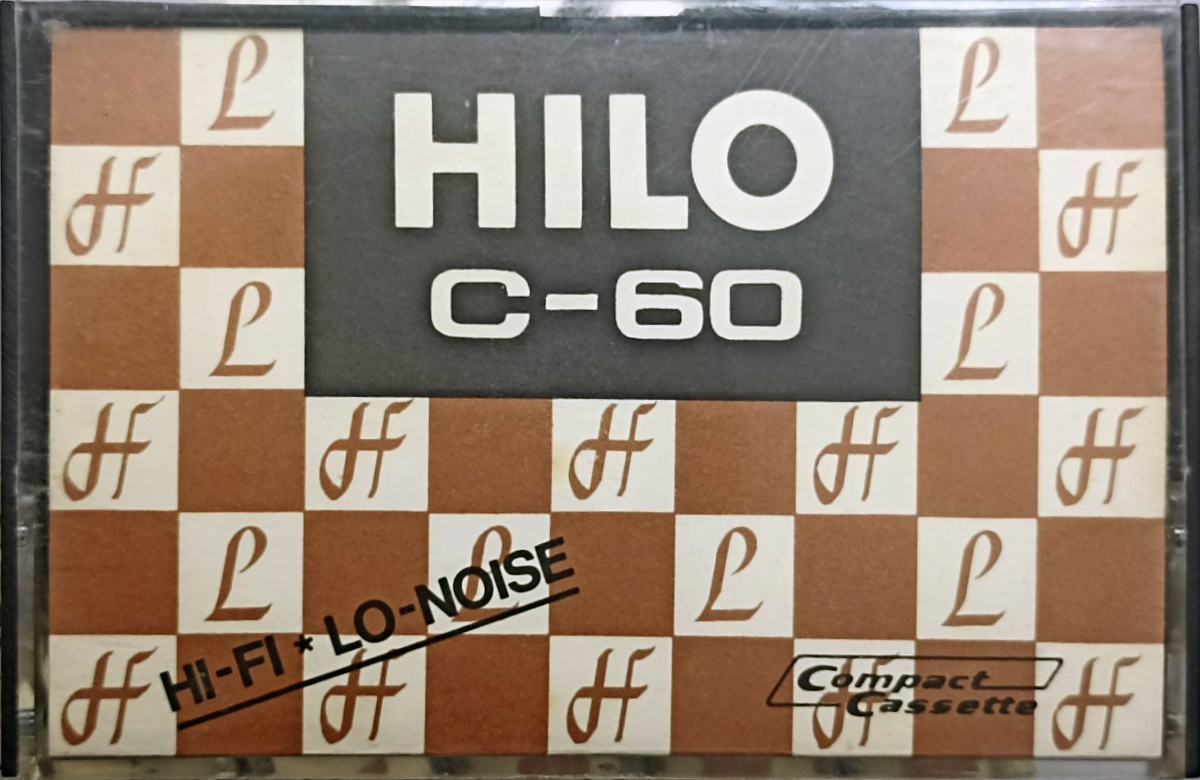 L L
HILO
H H
C-60
L L
H H H H H
L L L L
HI-FI * LO-NOISE
H H H H H
Compact
Cassette